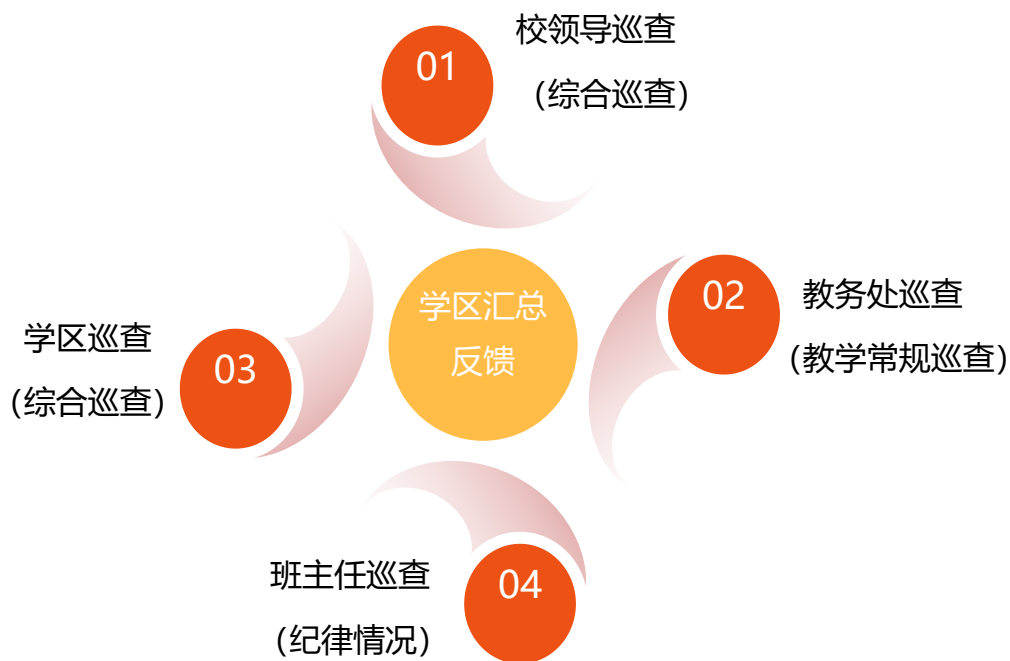 01
校领导巡查
（综合巡查）
02
教务处巡查
（教学常规巡查）
学区汇总
反馈
03
学区巡查
（综合巡查）
04
班主任巡查
（纪律情况）